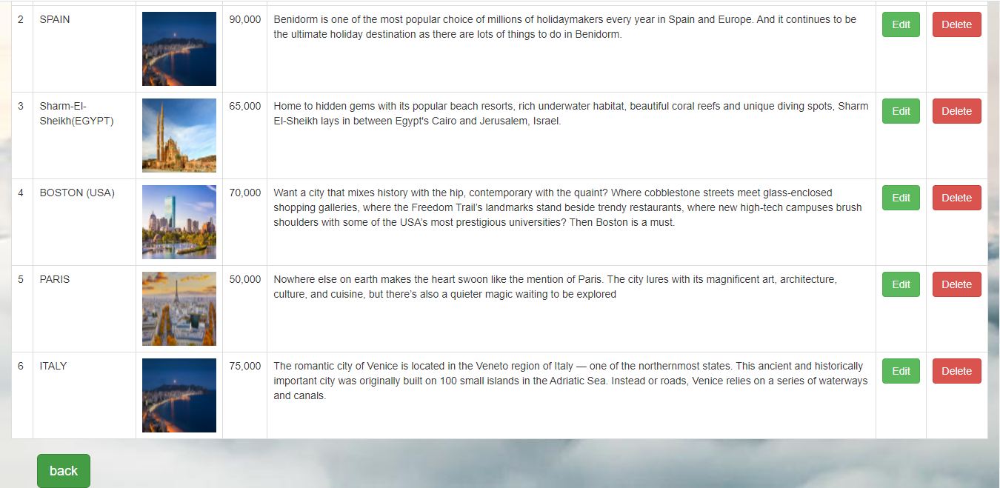 2 SPAIN 90,000 Benidorm is one of the most popular choice of millions of holidaymakers every year in Spain and Europe. And it continues to be Edit Delete
the ultimate holiday destination as there are lots of things to do in Benidorm.
3 Sharm-El- 65,000 Home to hidden gems with its popular beach resorts, rich underwater habitat, beautiful coral reefs and unique diving spots, Sharm Edit Delete
Sheikh(EGYPT) El-Sheikh lays in between Egypt's Cairo and Jerusalem, Israel.
4 BOSTON (USA) 70,000 Want a city that mixes history with the hip, contemporary with the quaint? Where cobblestone streets meet glass-enclosed Edit Delete
shopping galleries, where the Freedom Trail’s landmarks stand beside trendy restaurants, where new high-tech campuses brush
shoulders with some of the USA’s most prestigious universities? Then Boston is a must.
5 PARIS 50,000 Nowhere else on earth makes the heart swoon like the mention of Paris. The city lures with its magnificent art, architecture, Edit Delete
culture, and cuisine, but there’s also a quieter magic waiting to be explored
6 ITALY 75,000 The romantic city of Venice is located in the Veneto region of Italy — one of the northernmost states. This ancient and historically Edit Delete
important city was originally built on 100 small islands in the Adriatic Sea. Instead or roads, Venice relies on a series of waterways
and canals.
back